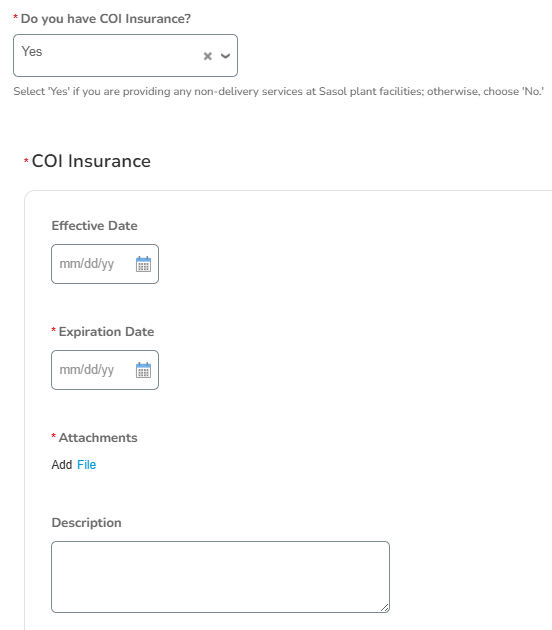 * Do you have COI Insurance?
Yes
Select 'Yes' if you are providing any non-delivery services at Sasol plant facilities; otherwise, choose 'No.'
* COI Insurance
Effective Date
mm/dd/yy
* Expiration Date
mm/dd/yy
* Attachments
Add File
Description